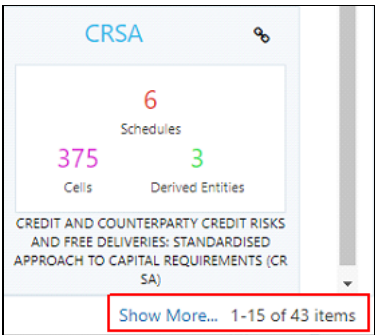 CRSA
6
Schedules
375 3
Cells Derived Entities
CREDIT AND COUNTERPARTY CREDIT RISKS
AND FREE DELIVERIES: STANDARDISED
APPROACH TO CAPITAL REQUIREMENTS (CR
SA)
Show More... 1-15 of 43 items